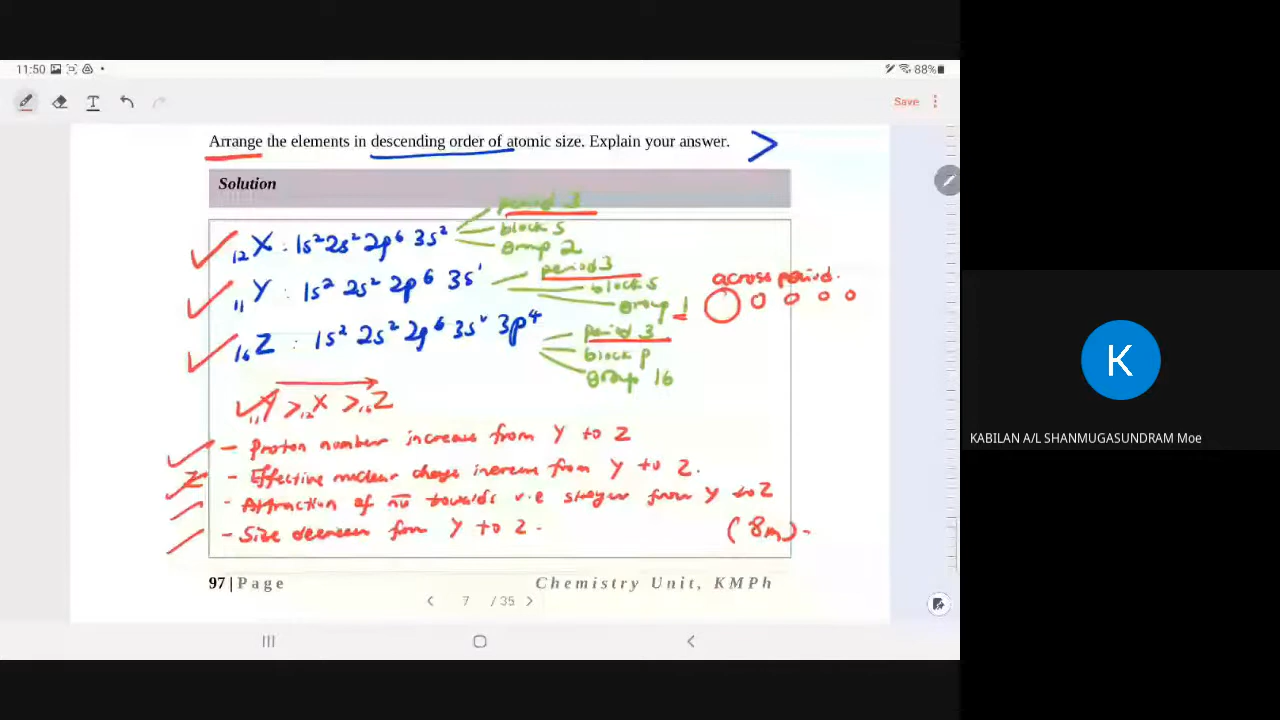 11:50
88%
Save
Arrange the elements in descending order of atomic size. Explain your answer. >
Solution
₁₂X : 1s² 2s² 2p⁶ 3s²
period 3
block s
group 2
₁₁Y : 1s² 2s² 2p⁶ 3s¹
period 3
block s
group 1
across period.
₁₆Z : 1s² 2s² 2p⁶ 3s² 3p⁴
period 3
block p
group 16
₁₁Y > ₁₂X > ₁₆Z
- Proton number increase from Y to Z
- Effective nuclear charge increase from Y to Z.
- Attraction of nu towards v.e stronger from Y to Z
- Size decrease from Y to Z.
(8m).
97 | Page
Chemistry Unit, KMPh
7 / 35
K
KABILAN A/L SHANMUGASUNDRAM Moe